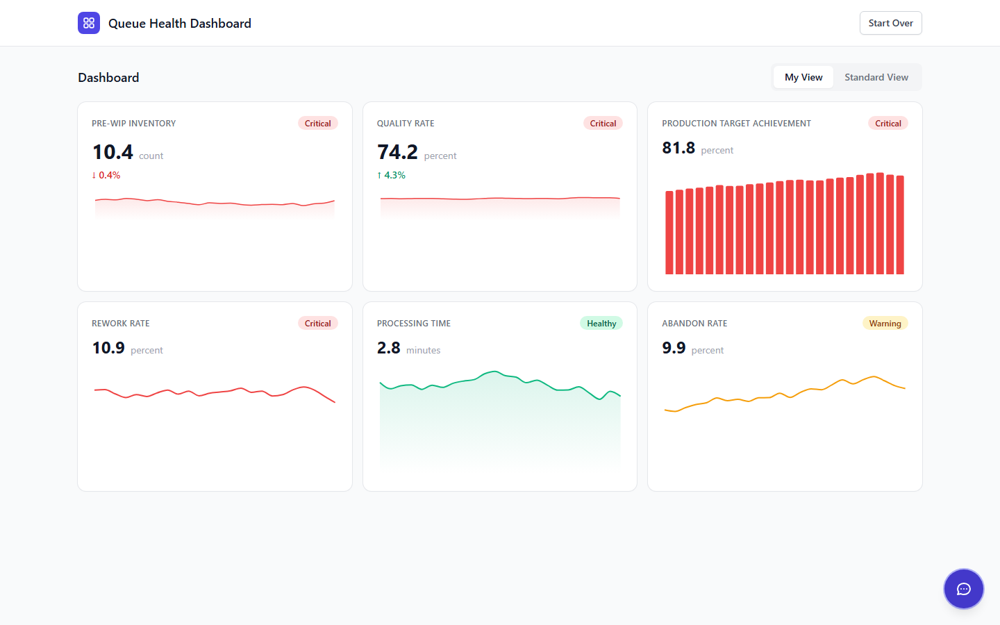 Queue Health Dashboard
Start Over
Dashboard
My View
Standard View
PRE-WIP INVENTORY
Critical
10.4 count
↓ 0.4%
QUALITY RATE
Critical
74.2 percent
↑ 4.3%
PRODUCTION TARGET ACHIEVEMENT
Critical
81.8 percent
REWORK RATE
Critical
10.9 percent
PROCESSING TIME
Healthy
2.8 minutes
ABANDON RATE
Warning
9.9 percent